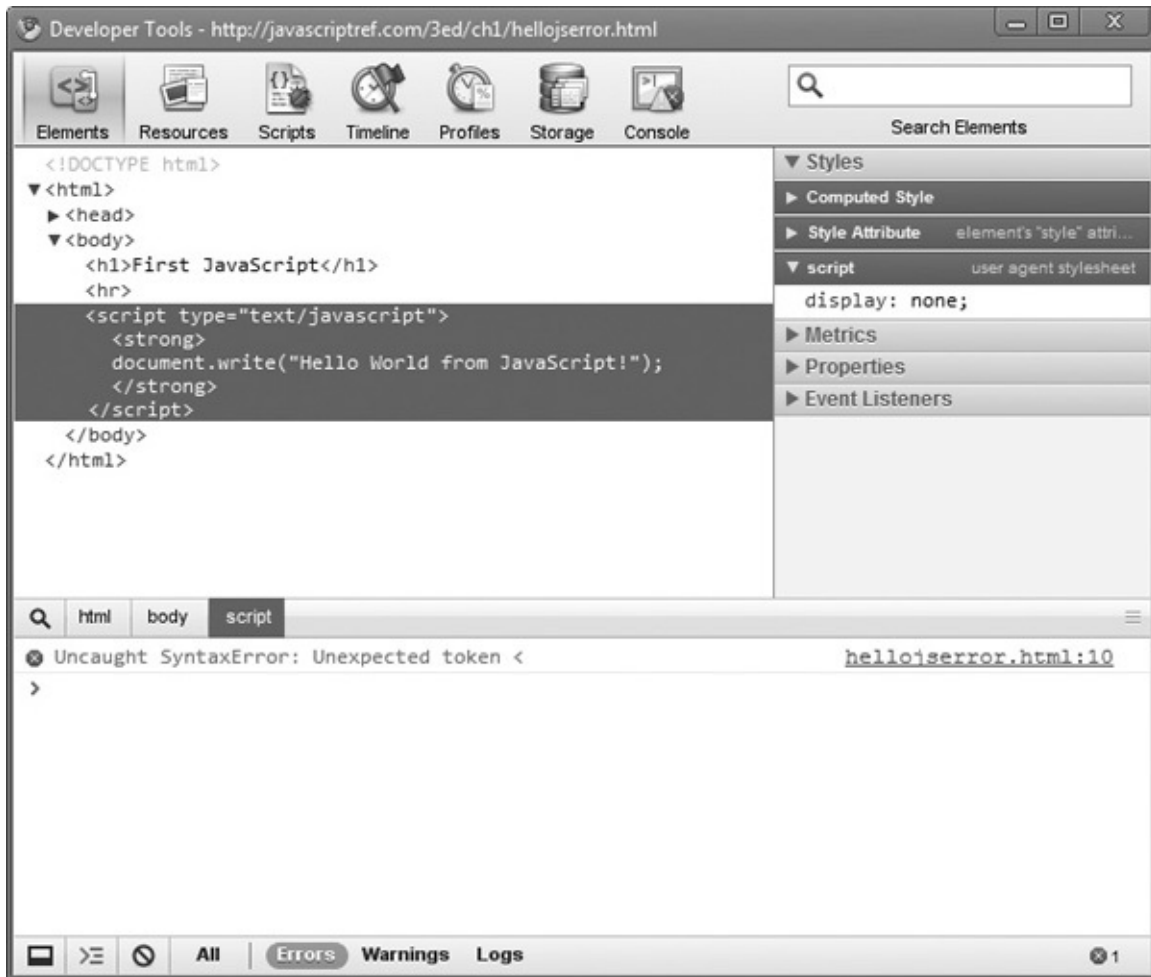 Developer Tools - http://javascriptref.com/3ed/ch1/hellojserror.html
Elements Resources Scripts Timeline Profiles Storage Console
Search Elements
<!DOCTYPE html>
<html>
<head>
<body>
<h1>First JavaScript</h1>
<hr>
<script type="text/javascript">
<strong>
document.write("Hello World from JavaScript!");
</strong>
</script>
</body>
</html>
Styles
Computed Style
Style Attribute element's "style" attri...
script user agent stylesheet
display: none;
Metrics
Properties
Event Listeners
html body script
Uncaught SyntaxError: Unexpected token < hellojserror.html:10
>
All Errors Warnings Logs 1